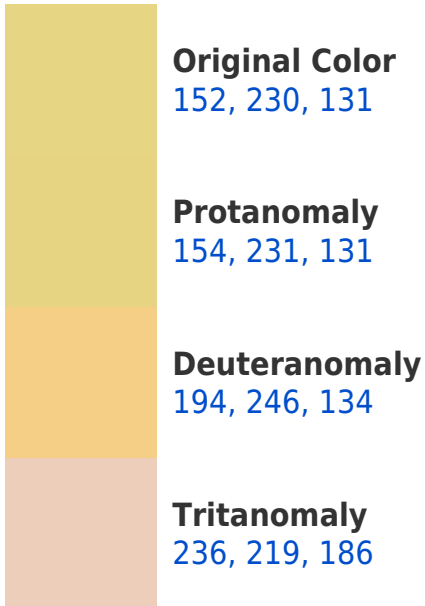 Original Color
152, 230, 131
Protanomaly
154, 231, 131
Deuteranomaly
194, 246, 134
Tritanomaly
236, 219, 186